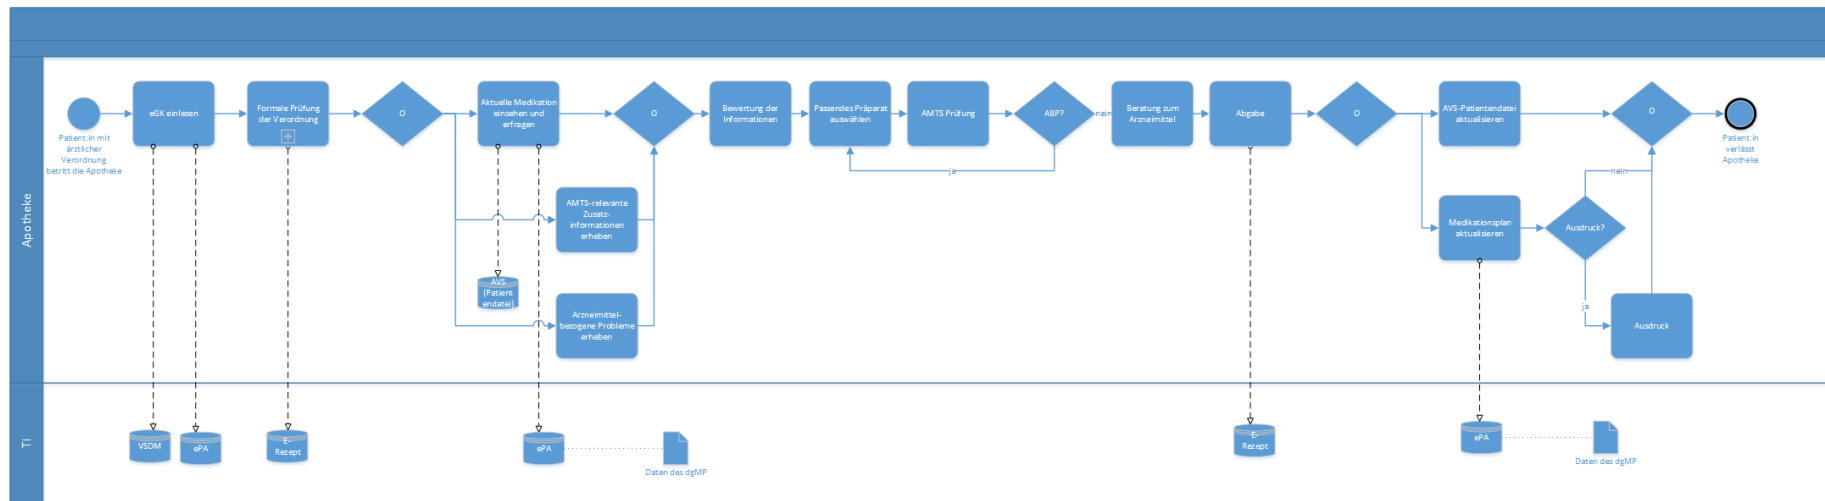 Apotheke
Patient:in mit
ärztlicher
Verordnung
betritt die Apotheke
eGK einlesen
Formale Prüfung
der Verordnung
O
Aktuelle Medikation
einsehen und
erfragen
O
Bewertung der
Informationen
Passendes Präparat
auswählen
AMTS Prüfung
ABP?
nein
ja
Beratung zum
Arzneimittel
Abgabe
O
AVS-Patientendatei
aktualisieren
O
Patient:in
verlässt
Apotheke
AMTS-relevante
Zusatz-
informationen
erheben
AVS
(Patient
endatei)
Arzneimittel-
bezogene Probleme
erheben
Medikationsplan
aktualisieren
Ausdruck?
nein
ja
Ausdruck
TI
VSDM
ePA
E-
Rezept
ePA
Daten des dgMP
E-
Rezept
ePA
Daten des dgMP